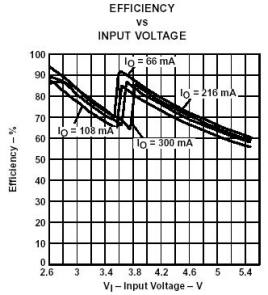 EFFICIENCY
vs
INPUT VOLTAGE
Efficiency – %
100
90
80
70
60
50
40
30
20
10
0
IO = 66 mA
IO = 216 mA
IO = 108 mA
IO = 300 mA
2.6 3 3.4 3.8 4.2 4.6 5 5.4
VI – Input Voltage – V